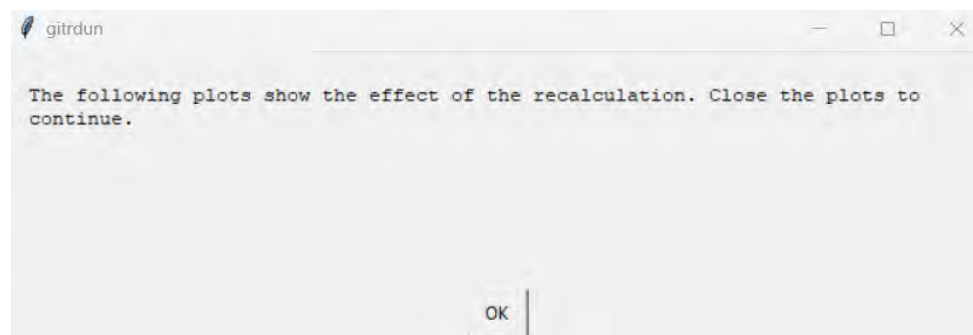 gitrdun
The following plots show the effect of the recalculation. Close the plots to
continue.
OK